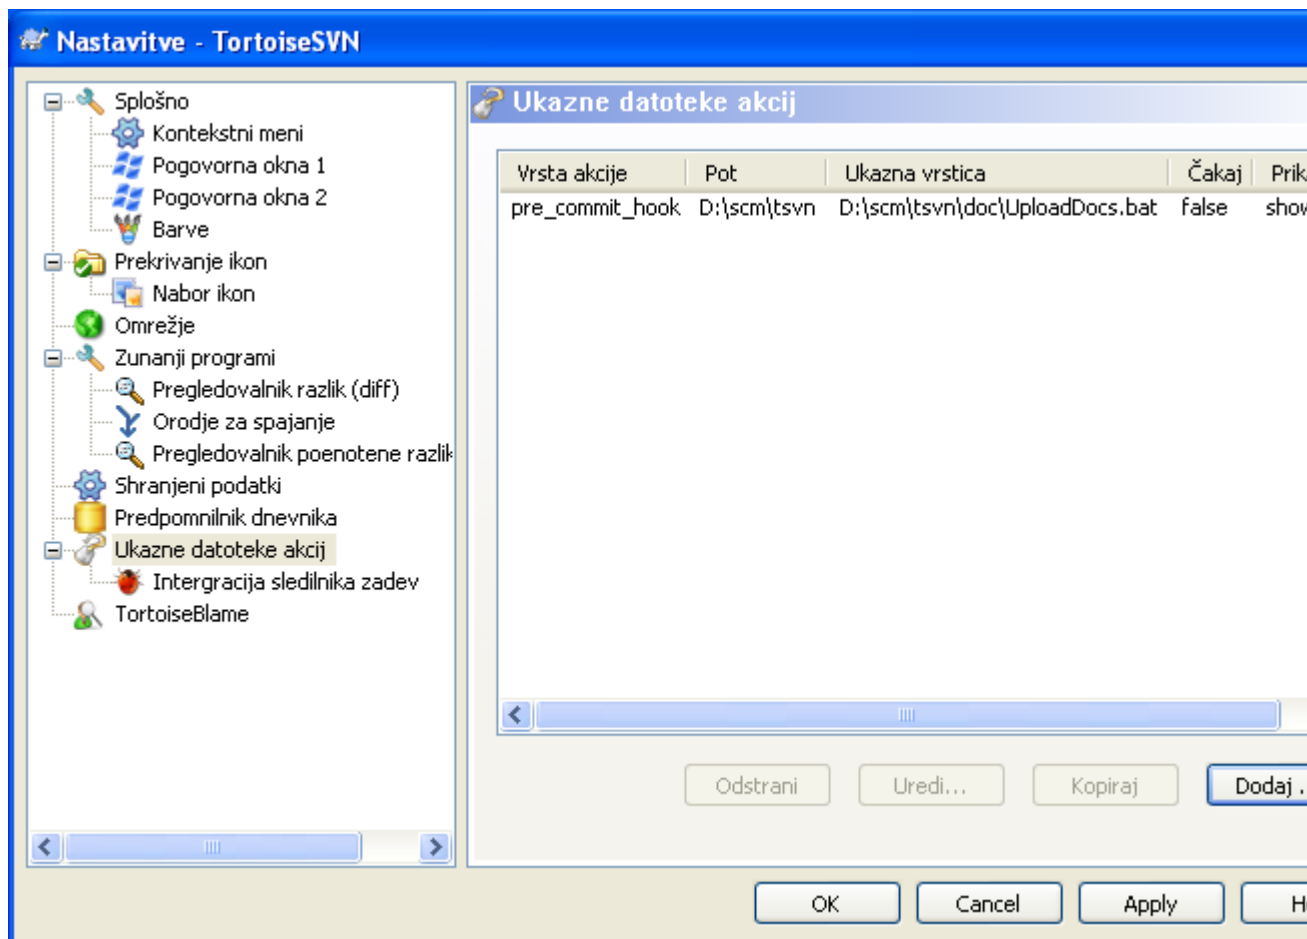 Nastavitve - TortoiseSVN
Splošno
Kontekstni meni
Pogovorna okna 1
Pogovorna okna 2
Barve
Prekrivanje ikon
Nabor ikon
Omrežje
Zunanji programi
Pregledovalnik razlik (diff)
Orodje za spajanje
Pregledovalnik poenotene razlik
Shranjeni podatki
Predpomnilnik dnevnika
Ukazne datoteke akcij
Intergracija sledilnika zadev
TortoiseBlame
Ukazne datoteke akcij
Vrsta akcije Pot Ukazna vrstica Čakaj
pre_commit_hook D:\scm\tsvn D:\scm\tsvn\doc\UploadDocs.bat false
Odstrani Uredi... Kopiraj Dodaj .
OK Cancel Apply